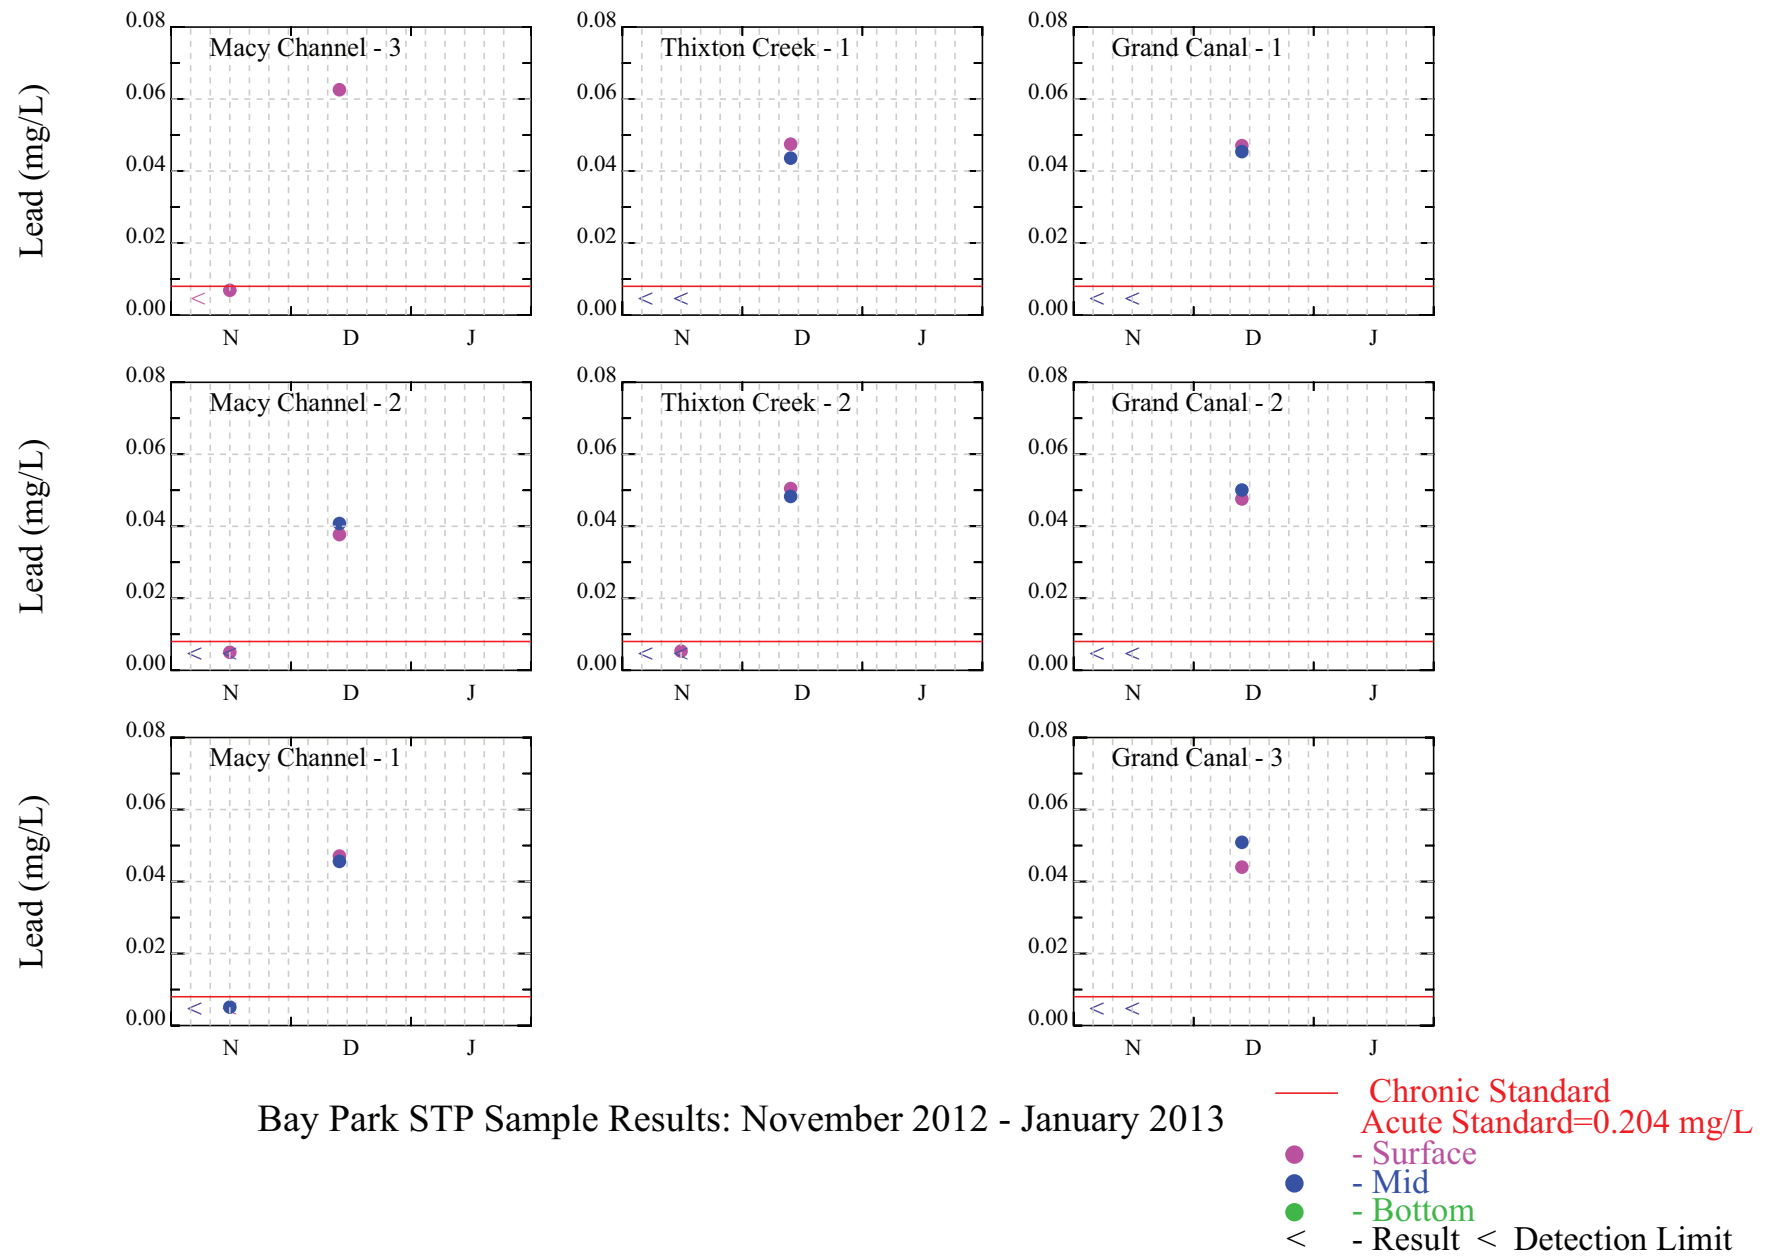 Macy Channel - 3
Thixton Creek - 1
Grand Canal - 1
Lead (mg/L)
0.08
0.06
0.04
0.02
0.00
<
N D J
0.08
0.06
0.04
0.02
0.00
< <
N D J
0.08
0.06
0.04
0.02
0.00
< <
N D J
Macy Channel - 2
Thixton Creek - 2
Grand Canal - 2
Lead (mg/L)
0.08
0.06
0.04
0.02
0.00
< <
N D J
0.08
0.06
0.04
0.02
0.00
< <
N D J
0.08
0.06
0.04
0.02
0.00
< <
N D J
Macy Channel - 1
Grand Canal - 3
Lead (mg/L)
0.08
0.06
0.04
0.02
0.00
< <
N D J
0.08
0.06
0.04
0.02
0.00
< <
N D J
Bay Park STP Sample Results: November 2012 - January 2013
Chronic Standard
Acute Standard=0.204 mg/L
- Surface
- Mid
- Bottom
< - Result < Detection Limit